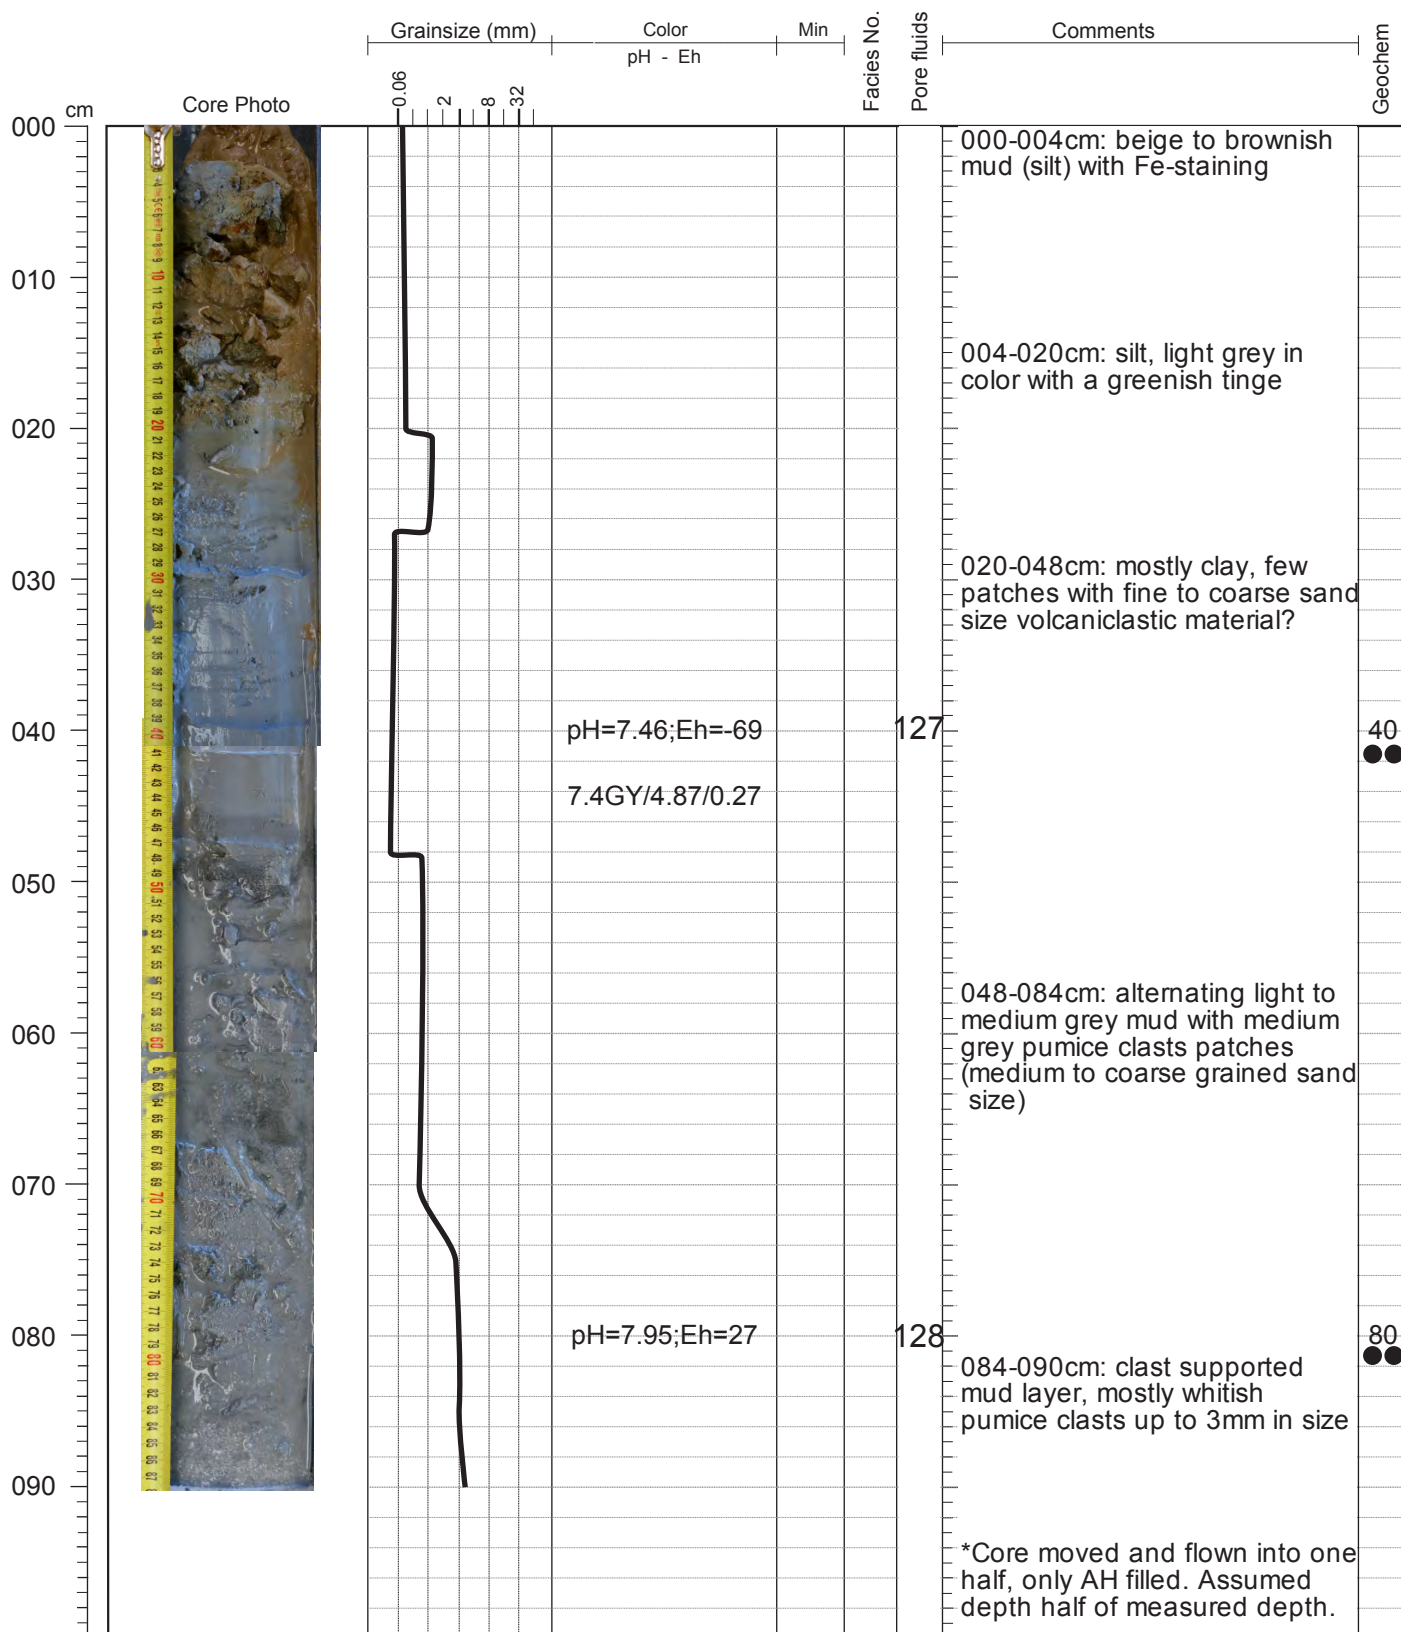 Grainsize (mm)
Color
Min
Facies No.
Pore fluids
Comments
Geochem
pH - Eh
cm
Core Photo
0.06
2
8
32
000
010
020
030
040
050
060
070
080
090
000-004cm: beige to brownish
mud (silt) with Fe-staining
004-020cm: silt, light grey in
color with a greenish tinge
020-048cm: mostly clay, few
patches with fine to coarse sand
size volcaniclastic material?
pH=7.46;Eh=-69
127
40
7.4GY/4.87/0.27
048-084cm: alternating light to
medium grey mud with medium
grey pumice clasts patches
(medium to coarse grained sand
size)
pH=7.95;Eh=27
128
80
084-090cm: clast supported
mud layer, mostly whitish
pumice clasts up to 3mm in size
*Core moved and flown into one
half, only AH filled. Assumed
depth half of measured depth.